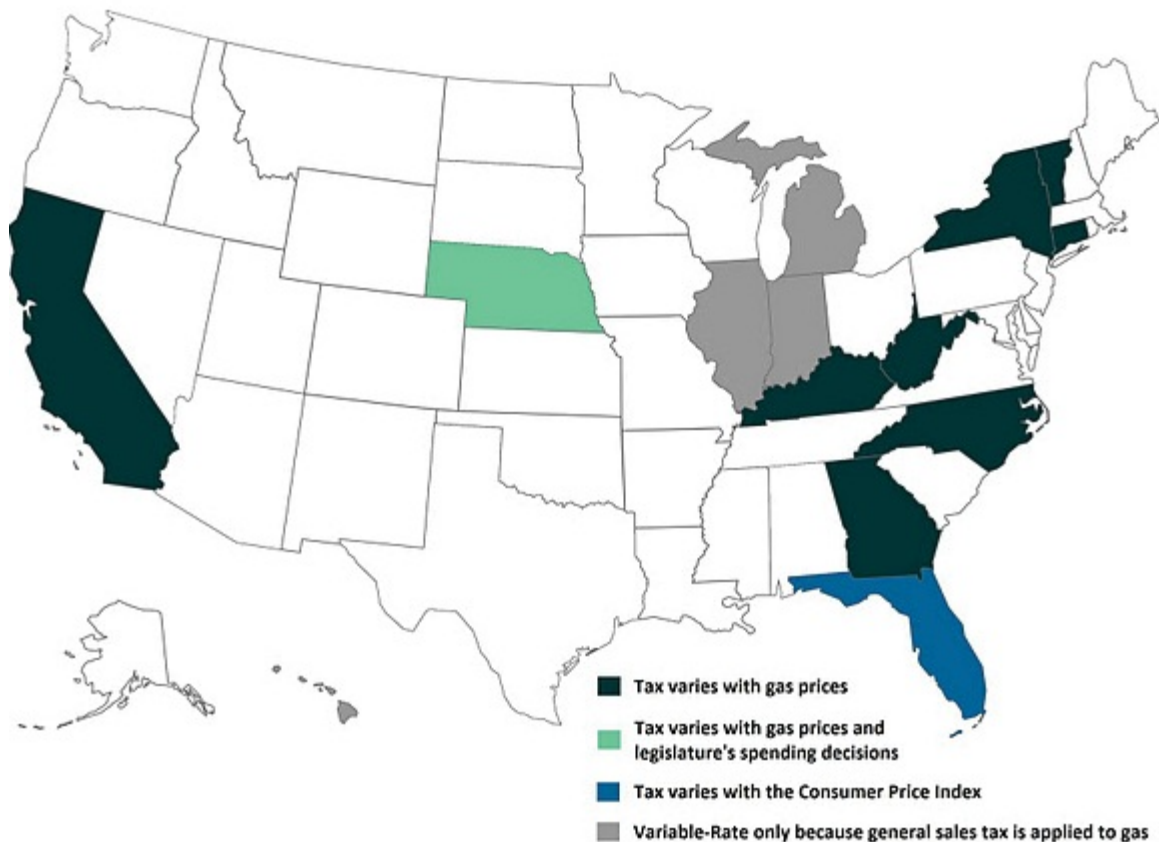 Tax varies with gas prices
Tax varies with gas prices and
legislature's spending decisions
Tax varies with the Consumer Price Index
Variable-Rate only because general sales tax is applied to gas